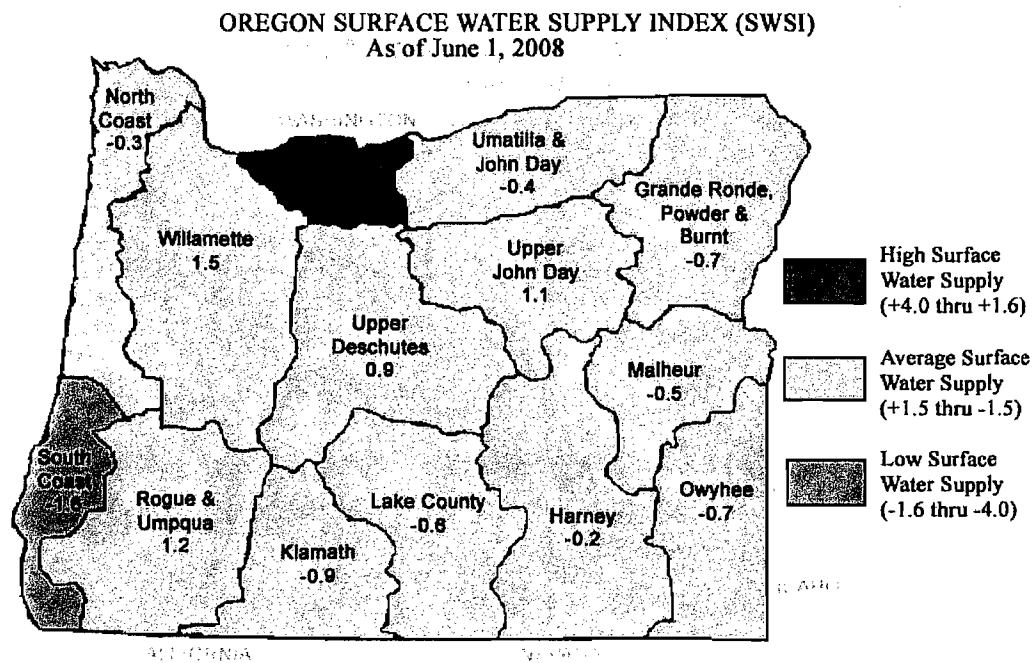 OREGON SURFACE WATER SUPPLY INDEX (SWSI)
As of June 1, 2008
North
Coast
-0.3
Umatilla &
John Day
-0.4
Grande Ronde,
Powder &
Burnt
-0.7
Willamette
1.5
Upper
John Day
1.1
High Surface
Water Supply
(+4.0 thru +1.6)
Upper
Deschutes
0.9
Malheur
-0.5
Average Surface
Water Supply
(+1.5 thru -1.5)
South
Coast
Rogue &
Umpqua
1.2
Lake County
-0.6
Klamath
-0.9
Harney
-0.2
Owyhee
-0.7
Low Surface
Water Supply
(-1.6 thru -4.0)